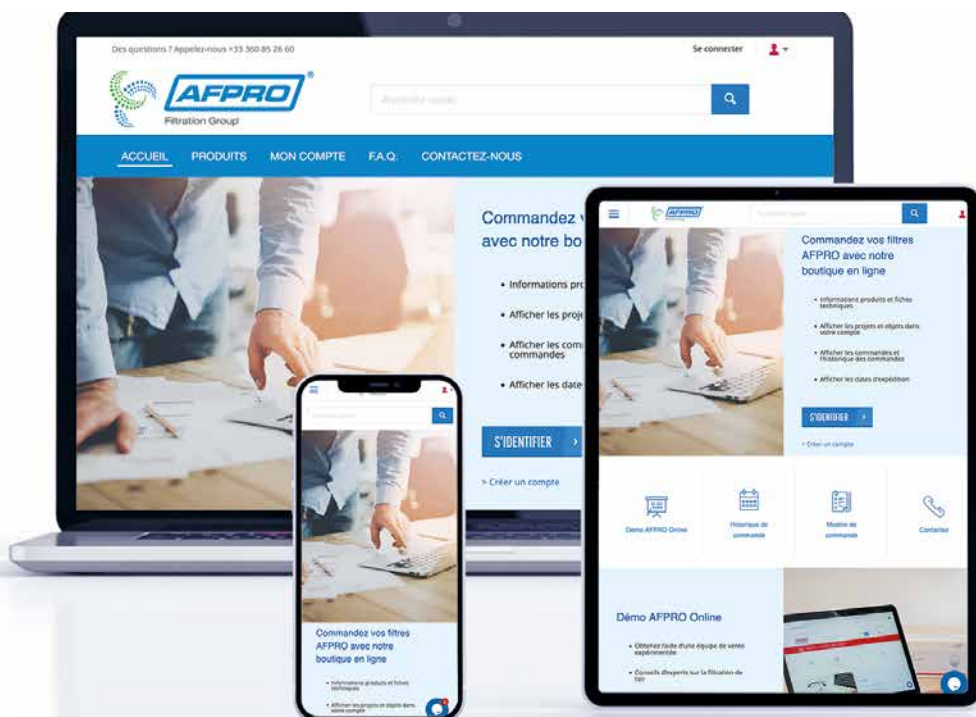 Des questions ? Appelez-nous +33 360 85 26 60
Se connecter
AFPRO®
Filtration Group
ACCUEIL PRODUITS MON COMPTE F.A.Q. CONTACTEZ-NOUS
Commandez
avec notre bo
• Informations pro
• Afficher les proje
• Afficher les com
commandes
• Afficher les date
S'IDENTIFIER >
> Créer un compte
AFPRO
Commandez vos filtres
AFPRO avec notre
boutique en ligne
• Informations produits et fiches
techniques
• Afficher les projets et objets dans
votre compte
• Afficher les commandes et
l'historique des commandes
• Afficher les dates d'expédition
S'IDENTIFIER >
> Créer un compte
Démo AFPRO Online
Historique de
commande
Modèle de
commande
Contactez
Démo AFPRO Online
• Obtenez l'aide d'une équipe de vente
expérimentée
• Conseils d'experts sur la filtration de
l'air
Commandez vos filtres
AFPRO avec notre
boutique en ligne
• Informations produits et fiches
techniques
• Afficher les projets et objets dans
votre compte